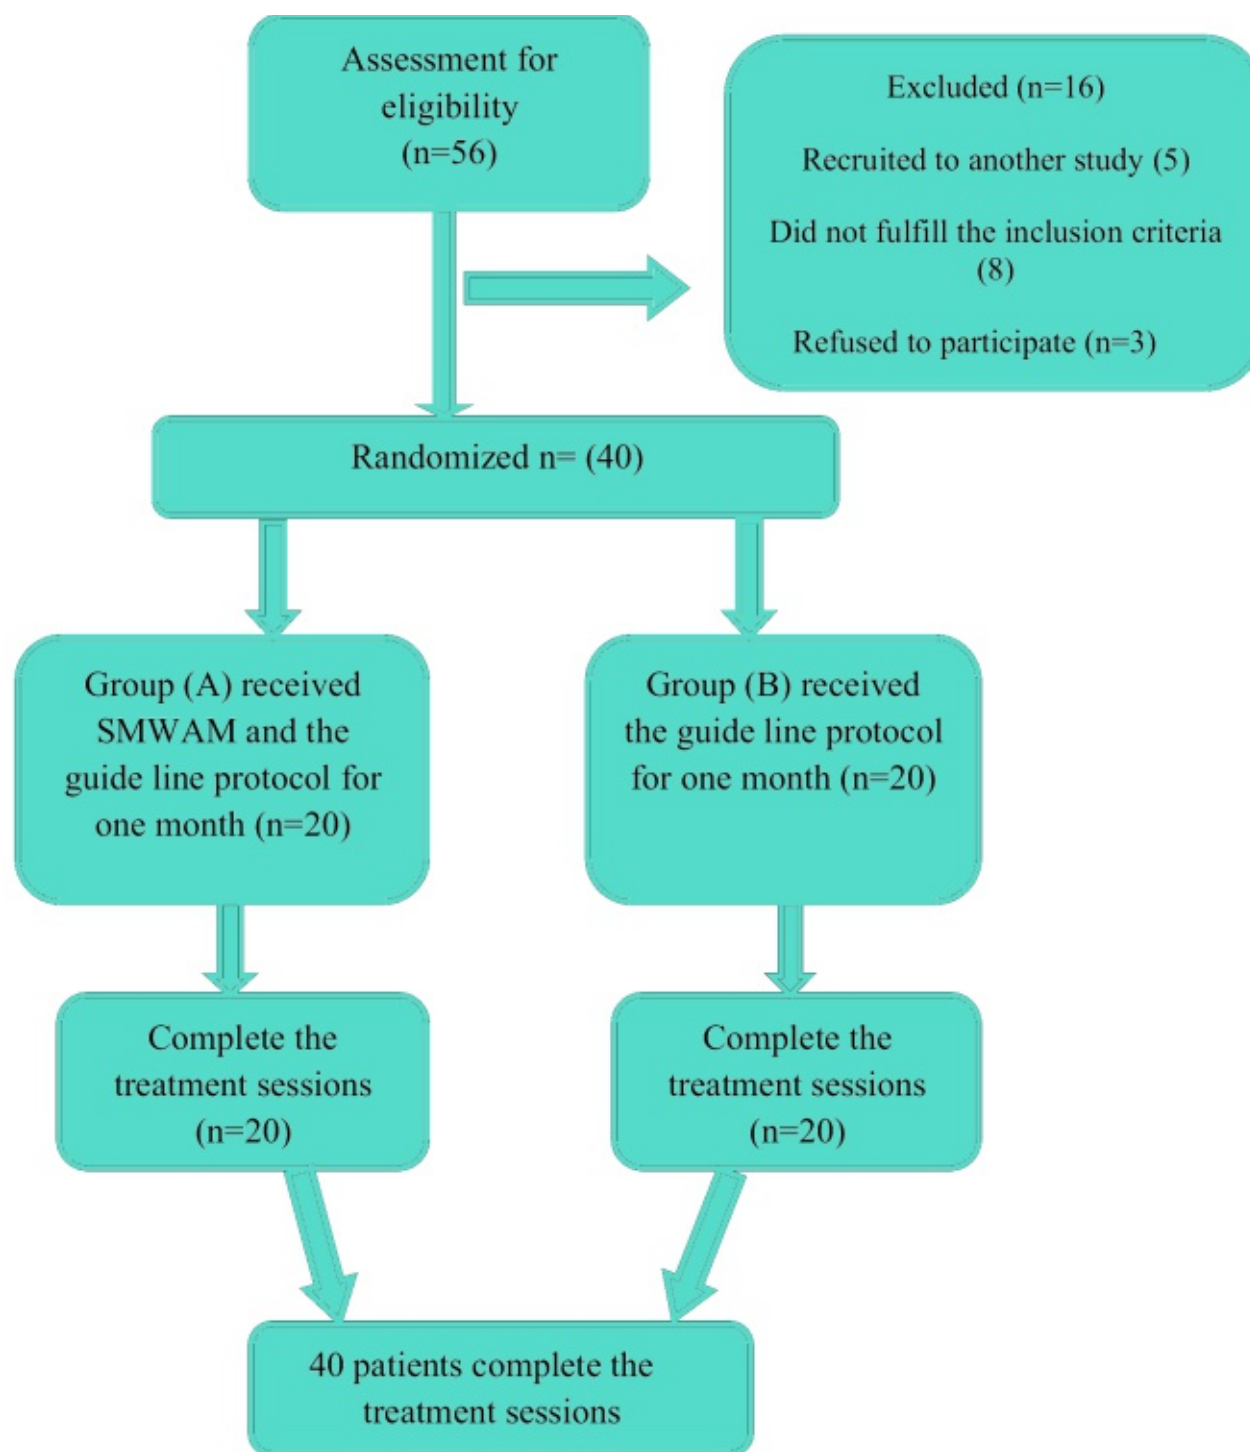 Assessment for
eligibility
(n=56)
Excluded (n=16)
Recruited to another study (5)
Did not fulfill the inclusion criteria
(8)
Refused to participate (n=3)
Randomized n= (40)
Group (A) received
SMWAM and the
guide line protocol for
one month (n=20)
Group (B) received
the guide line protocol
for one month (n=20)
Complete the
treatment sessions
(n=20)
Complete the
treatment sessions
(n=20)
40 patients complete the
treatment sessions